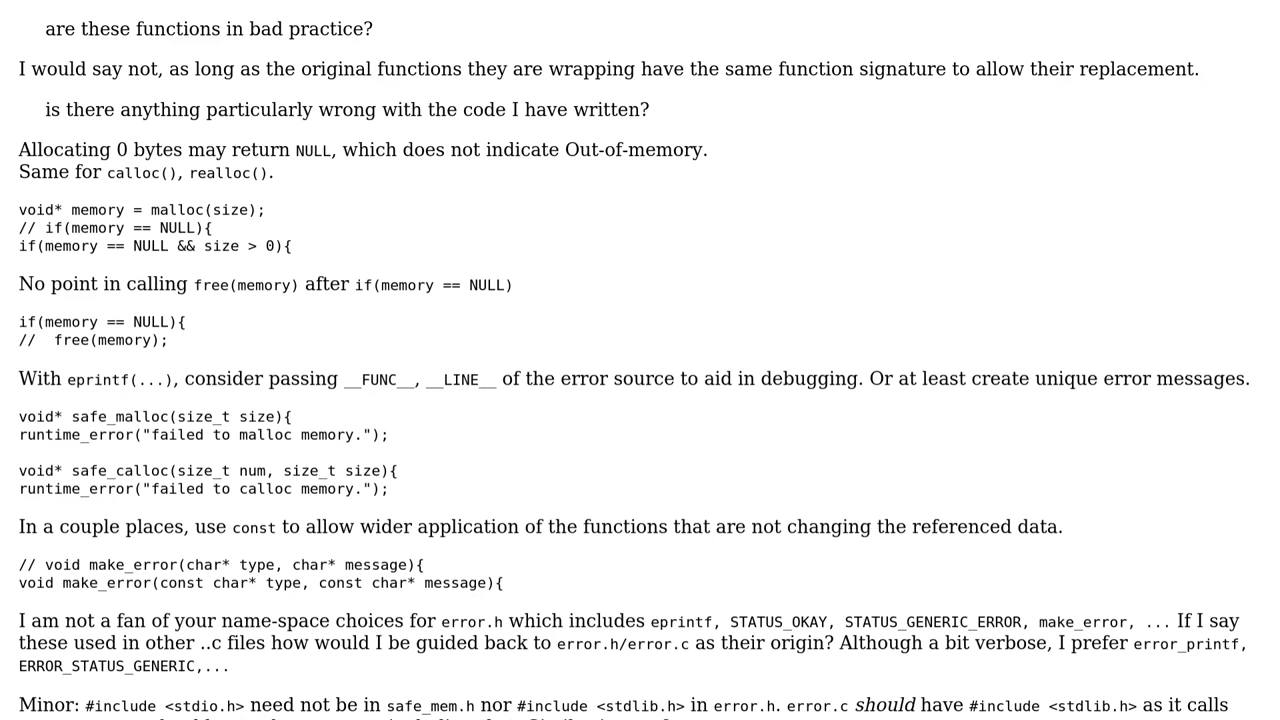 are these functions in bad practice?
I would say not, as long as the original functions they are wrapping have the same function signature to allow their replacement.
is there anything particularly wrong with the code I have written?
Allocating 0 bytes may return NULL, which does not indicate Out-of-memory.
Same for calloc(), realloc().
void* memory = malloc(size);
// if(memory == NULL){
if(memory == NULL && size > 0){
No point in calling free(memory) after if(memory == NULL)
if(memory == NULL){
//  free(memory);
With eprintf(...), consider passing __FUNC__, __LINE__ of the error source to aid in debugging. Or at least create unique error messages.
void* safe_malloc(size_t size){
runtime_error("failed to malloc memory.");
void* safe_calloc(size_t num, size_t size){
runtime_error("failed to calloc memory.");
In a couple places, use const to allow wider application of the functions that are not changing the referenced data.
// void make_error(char* type, char* message){
void make_error(const char* type, const char* message){
I am not a fan of your name-space choices for error.h which includes eprintf, STATUS_OKAY, STATUS_GENERIC_ERROR, make_error, ... If I say
these used in other ..c files how would I be guided back to error.h/error.c as their origin? Although a bit verbose, I prefer error_printf,
ERROR_STATUS_GENERIC,...
Minor: #include <stdio.h> need not be in safe_mem.h nor #include <stdlib.h> in error.h. error.c should have #include <stdlib.h> as it calls